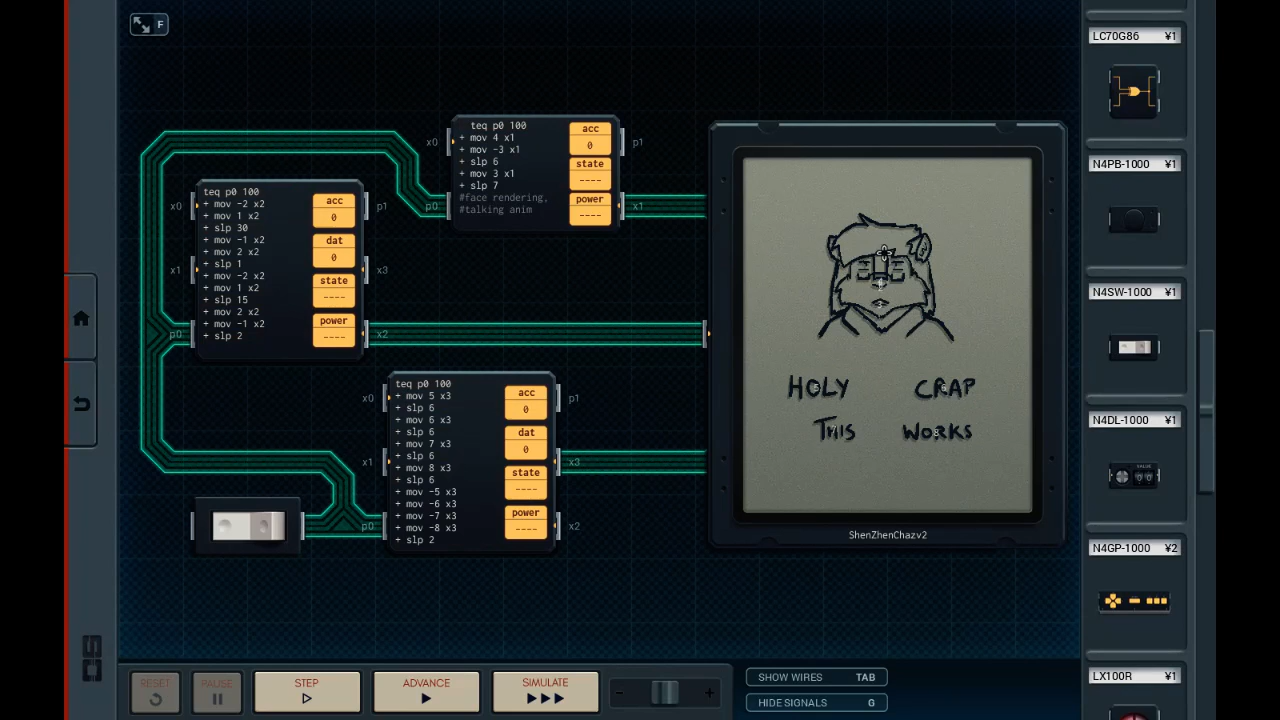 F
x0
teq p0 100
+ mov 4 x1
+ mov -3 x1
+ slp 6
+ mov 3 x1
+ slp 7
#face rendering,
#talking anim
acc
0
state
----
power
----
p1
p0
x1
x0
x1
p0
teq p0 100
+ mov -2 x2
+ mov 1 x2
+ slp 30
+ mov -1 x2
+ mov 2 x2
+ slp 1
+ mov -2 x2
+ mov 1 x2
+ slp 15
+ mov 2 x2
+ mov -1 x2
+ slp 2
acc
0
dat
0
state
----
power
----
p1
x3
x2
x0
x1
p0
teq p0 100
+ mov 5 x3
+ slp 6
+ mov 6 x3
+ slp 6
+ mov 7 x3
+ slp 6
+ mov 8 x3
+ slp 6
+ mov -5 x3
+ mov -6 x3
+ mov -7 x3
+ mov -8 x3
+ slp 2
acc
0
dat
0
state
----
power
----
p1
x3
x2
HOLY CRAP
THIS WORKS
ShenZhenChazv2
LC70G86 ¥1
N4PB-1000 ¥1
N4SW-1000 ¥1
N4DL-1000 ¥1
VALUE
N4GP-1000 ¥2
LX100R ¥1
RESET
PAUSE
STEP
ADVANCE
SIMULATE
- +
SHOW WIRES TAB
HIDE SIGNALS G